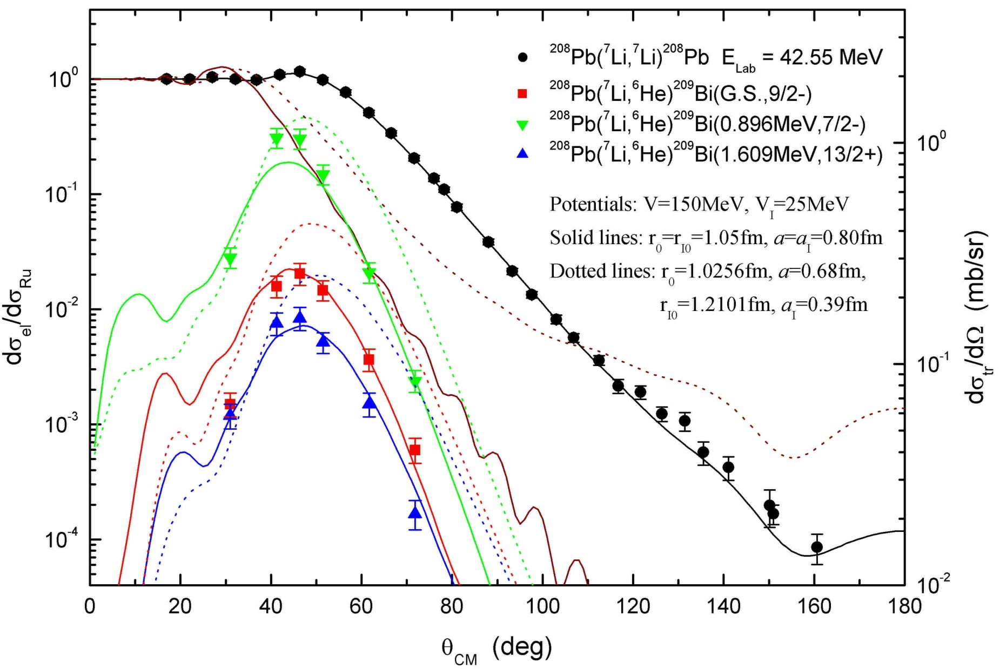 ²⁰⁸Pb(⁷Li,⁷Li)²⁰⁸Pb E_Lab = 42.55 MeV
²⁰⁸Pb(⁷Li,⁶He)²⁰⁹Bi(G.S.,9/2-)
²⁰⁸Pb(⁷Li,⁶He)²⁰⁹Bi(0.896MeV,7/2-)
²⁰⁸Pb(⁷Li,⁶He)²⁰⁹Bi(1.609MeV,13/2+)
Potentials: V=150MeV, V_I=25MeV
Solid lines: r_0=r_I0=1.05fm, a=a_I=0.80fm
Dotted lines: r_0=1.0256fm, a=0.68fm,
r_I0=1.2101fm, a_I=0.39fm
10⁰
10⁻¹
10⁻²
10⁻³
10⁻⁴
dσ_el/dσ_Ru
10⁰
10⁻¹
10⁻²
dσ_tr/dΩ (mb/sr)
0 20 40 60 80 100 120 140 160 180
θ_CM (deg)